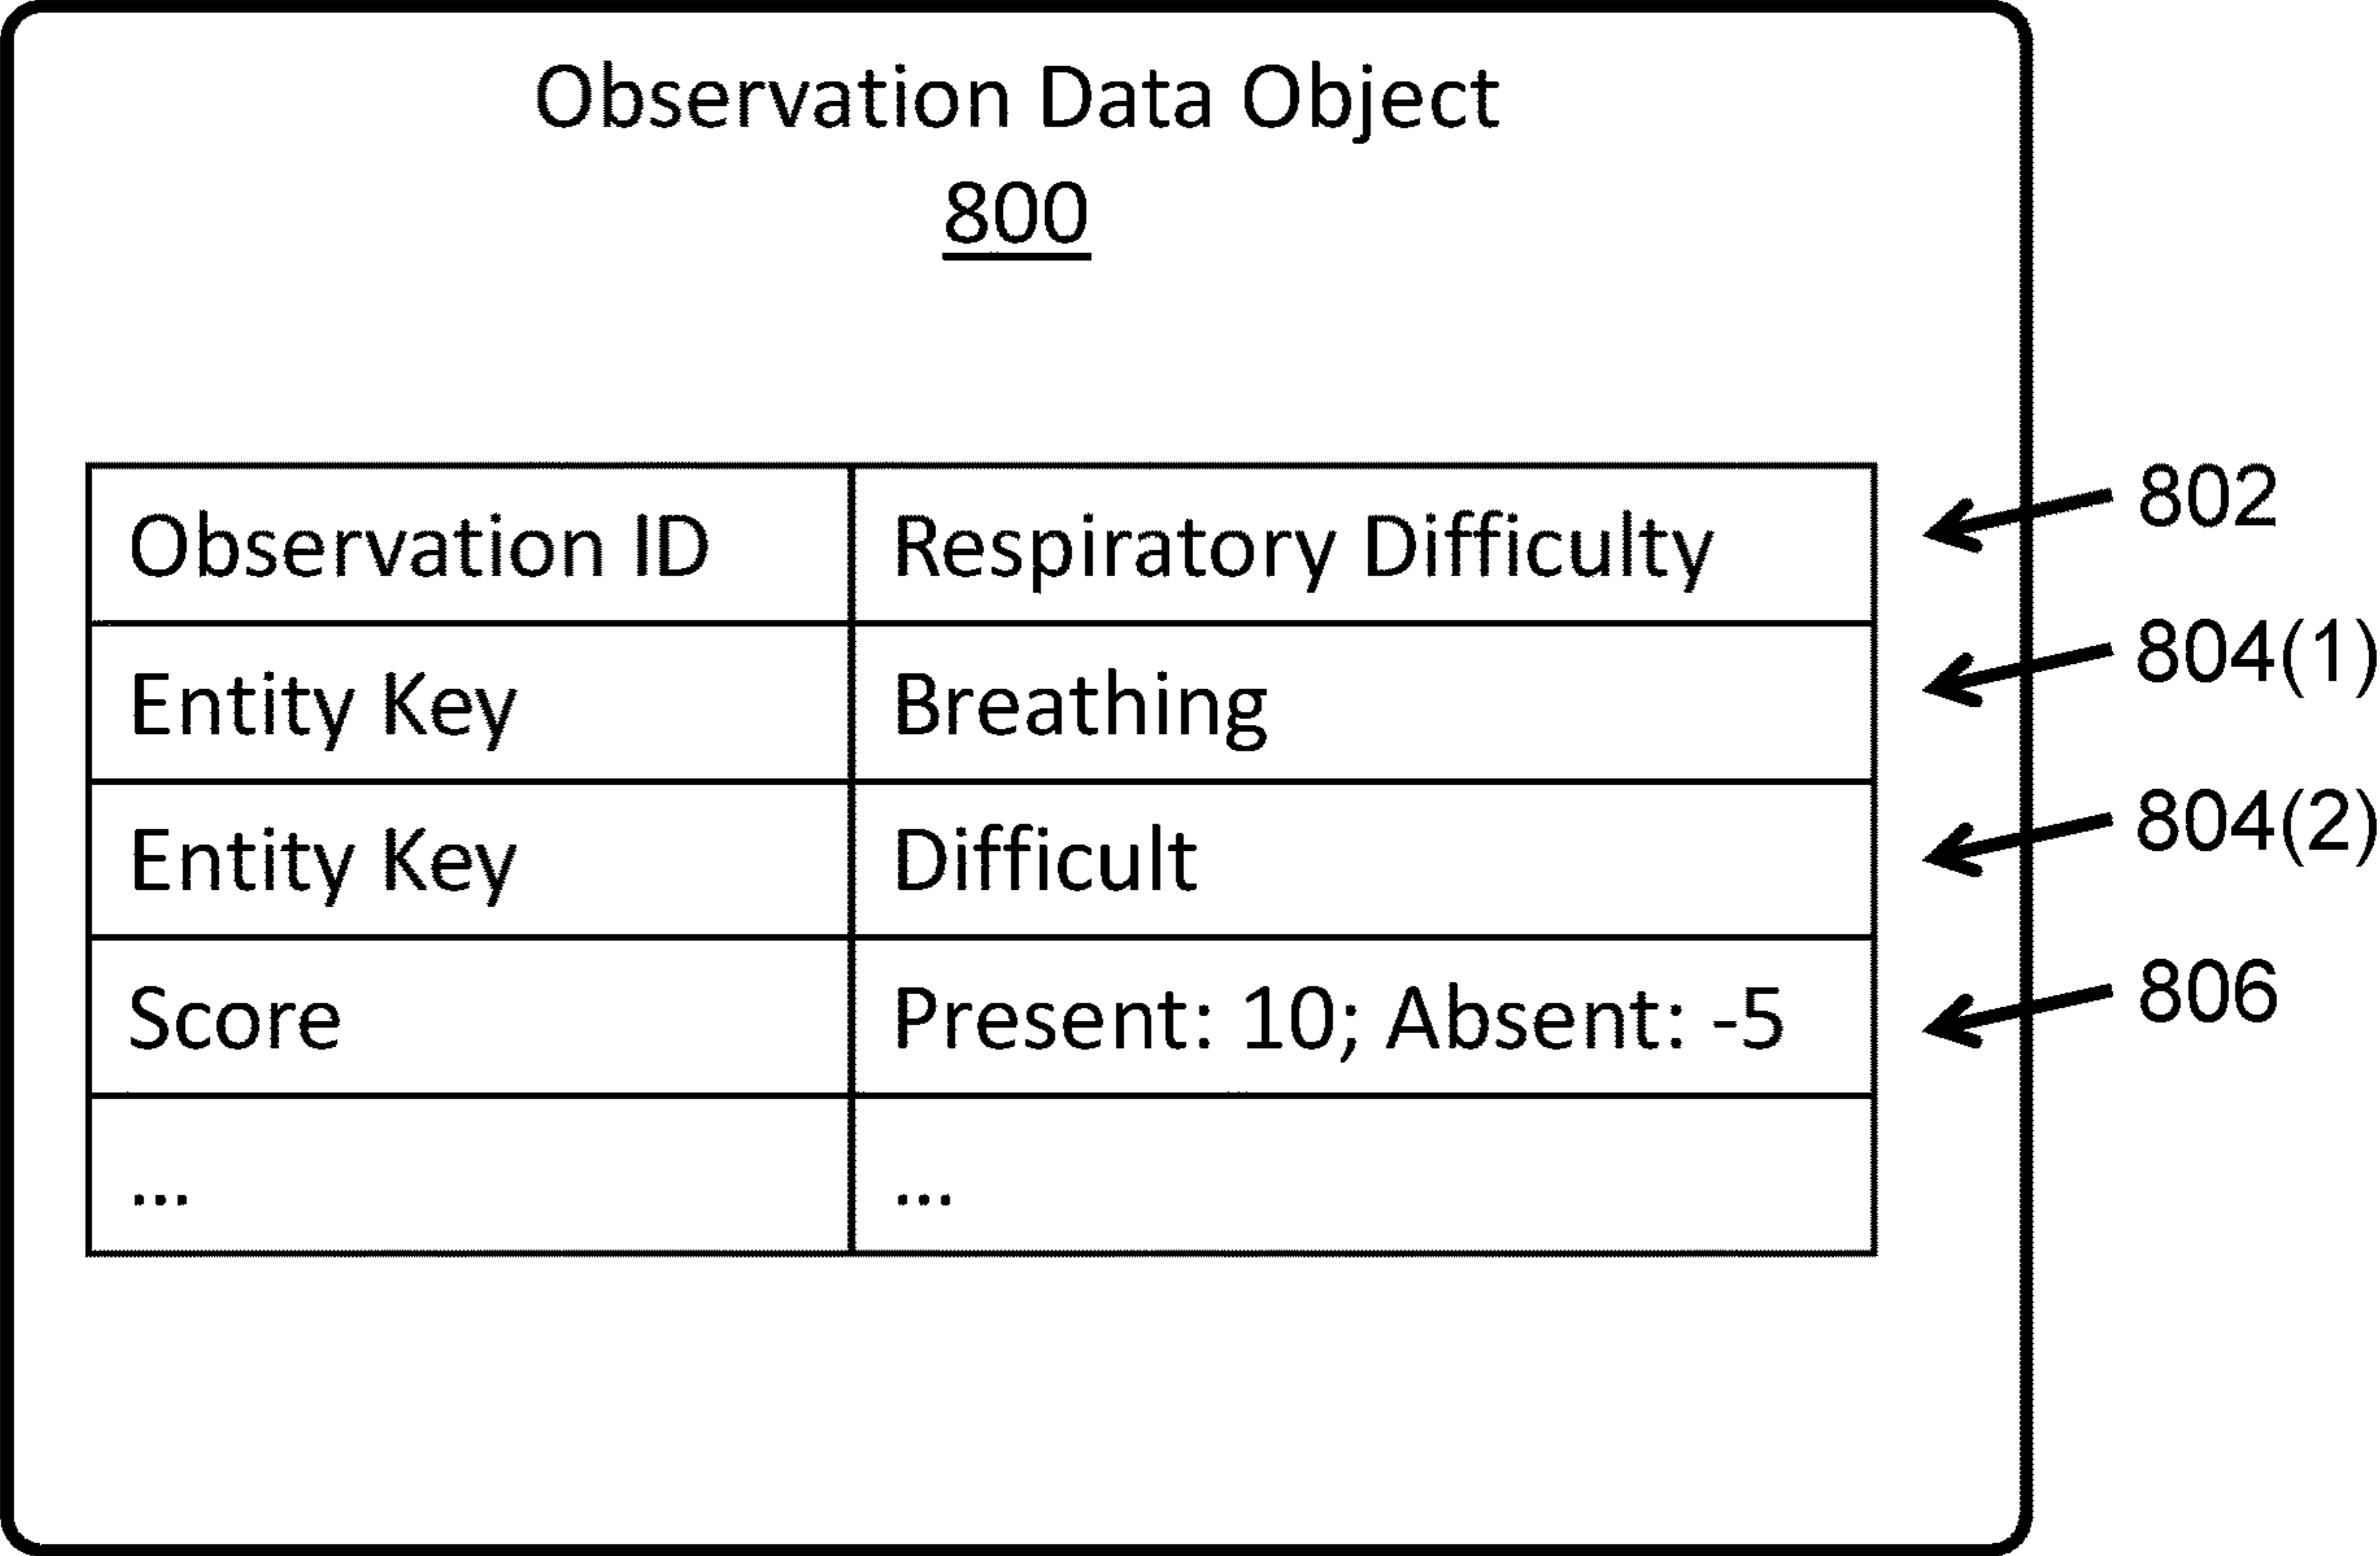 Observation Data Object
800
Observation ID Respiratory Difficulty 802
Entity Key Breathing 804(1)
Entity Key Difficult 804(2)
Score Present: 10; Absent: -5 806
... ...